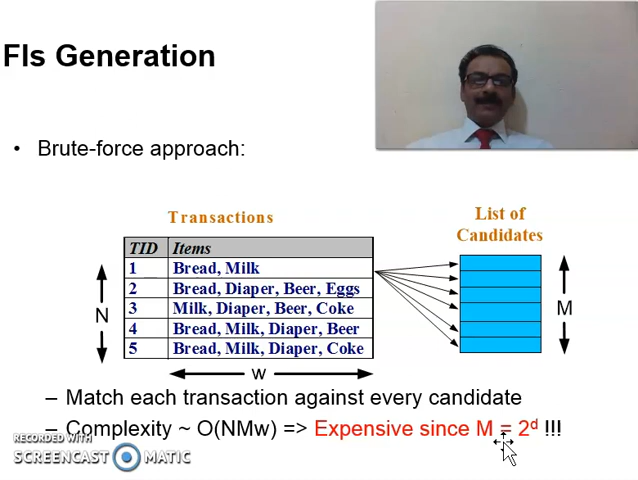 FIs Generation
• Brute-force approach:
Transactions
List of
Candidates
TID Items
1 Bread, Milk
2 Bread, Diaper, Beer, Eggs
3 Milk, Diaper, Beer, Coke
4 Bread, Milk, Diaper, Beer
5 Bread, Milk, Diaper, Coke
N
M
w
– Match each transaction against every candidate
– Complexity ~ O(NMw) => Expensive since M = 2ᵈ !!!
RECORDED WITH
SCREENCAST MATIC